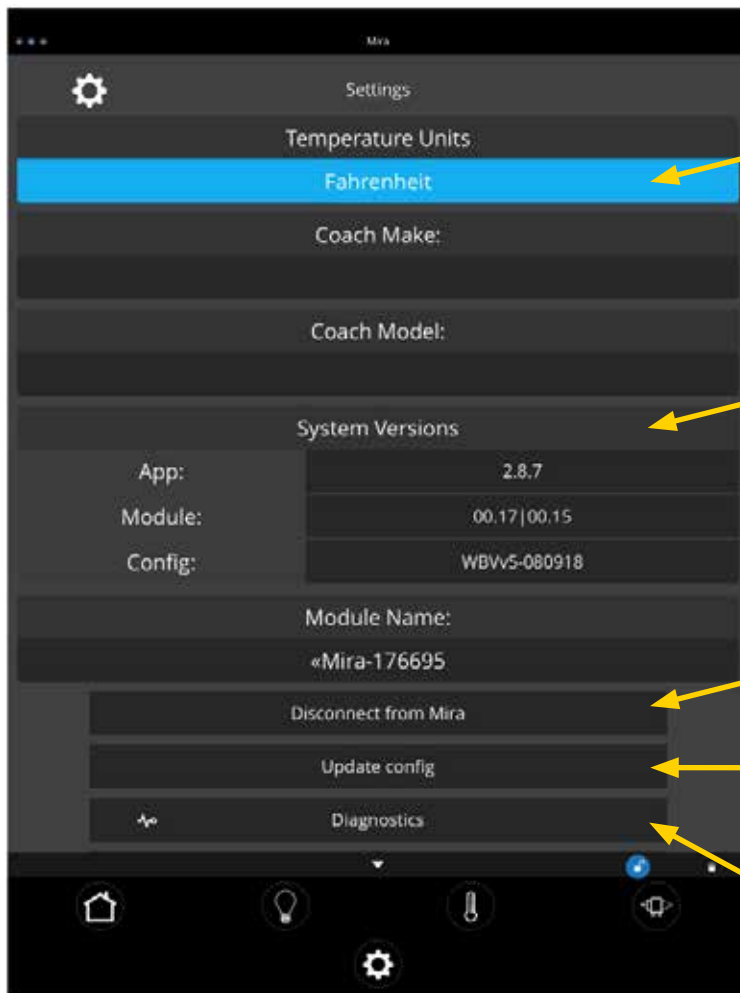 Mira
Settings
Temperature Units
Fahrenheit
Coach Make:
Coach Model:
System Versions
App: 2.8.7
Module: 00.17|00.15
Config: WBVv5-080918
Module Name:
«Mira-176695
Disconnect from Mira
Update config
Diagnostics